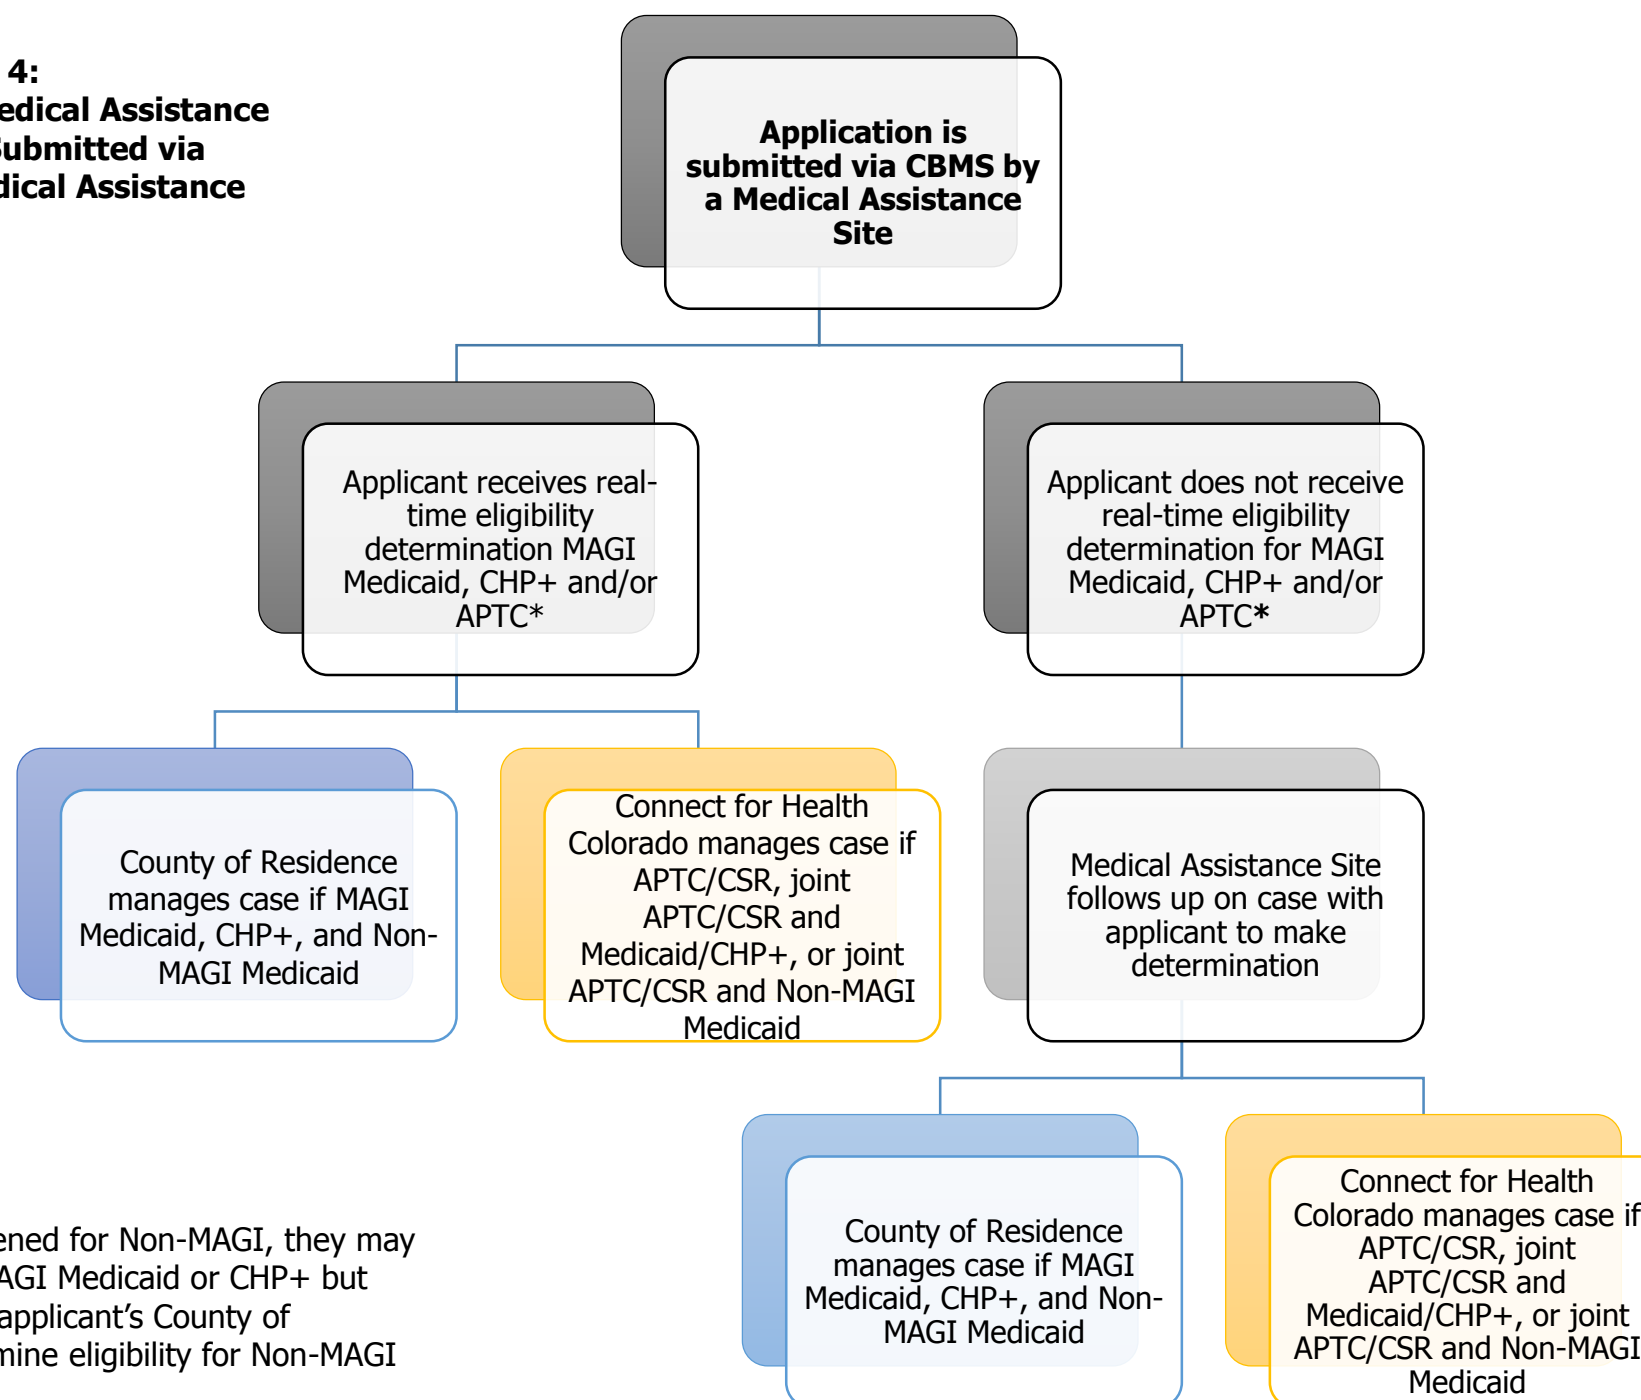 4:
edical Assistance
ubmitted via
dical Assistance
Application is
submitted via CBMS by
a Medical Assistance
Site
Applicant receives real-
time eligibility
determination MAGI
Medicaid, CHP+ and/or
APTC*
Applicant does not receive
real-time eligibility
determination for MAGI
Medicaid, CHP+ and/or
APTC*
County of Residence
manages case if MAGI
Medicaid, CHP+, and Non-
MAGI Medicaid
Connect for Health
Colorado manages case if
APTC/CSR, joint
APTC/CSR and
Medicaid/CHP+, or joint
APTC/CSR and Non-MAGI
Medicaid
Medical Assistance Site
follows up on case with
applicant to make
determination
County of Residence
manages case if MAGI
Medicaid, CHP+, and Non-
MAGI Medicaid
Connect for Health
Colorado manages case if
APTC/CSR, joint
APTC/CSR and
Medicaid/CHP+, or joint
APTC/CSR and Non-MAGI
Medicaid
ened for Non-MAGI, they may
AGI Medicaid or CHP+ but
applicant's County of
mine eligibility for Non-MAGI